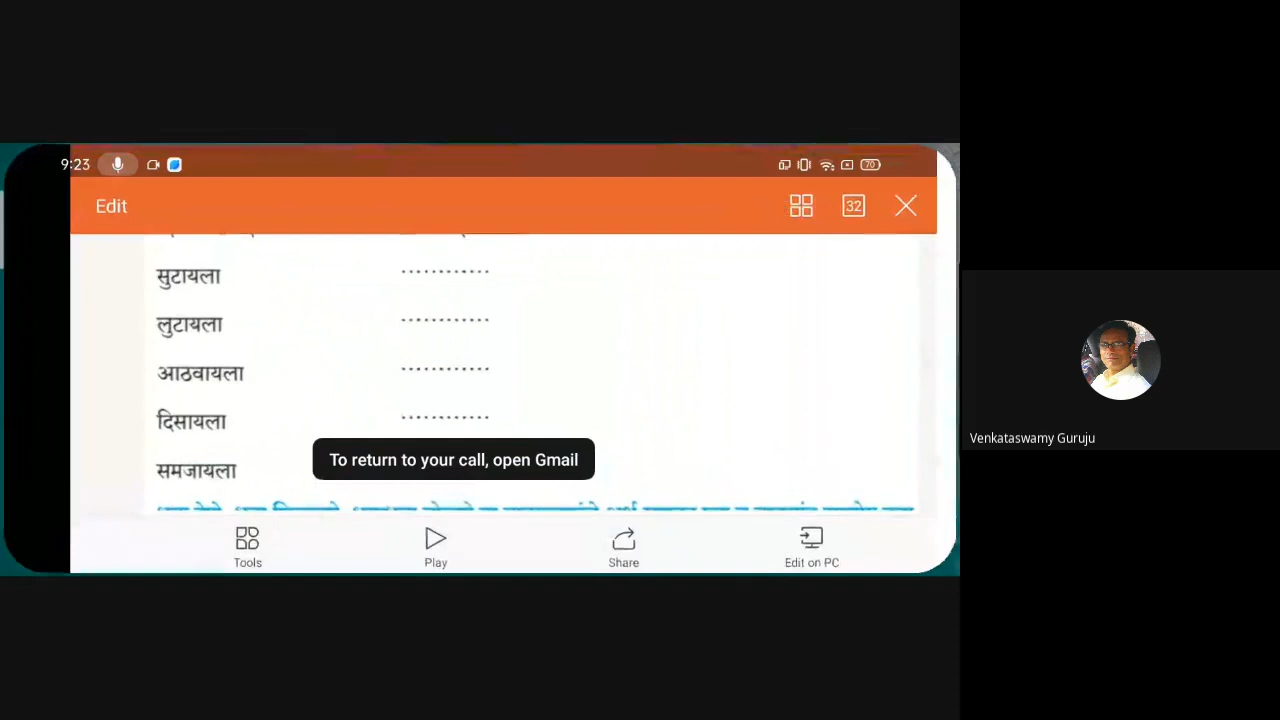 9:23
70
Edit
32
सुटायला ............
लुटायला ............
आठवायला ............
दिसायला ............
समजायला
To return to your call, open Gmail
Tools Play Share Edit on PC
Venkataswamy Guruju